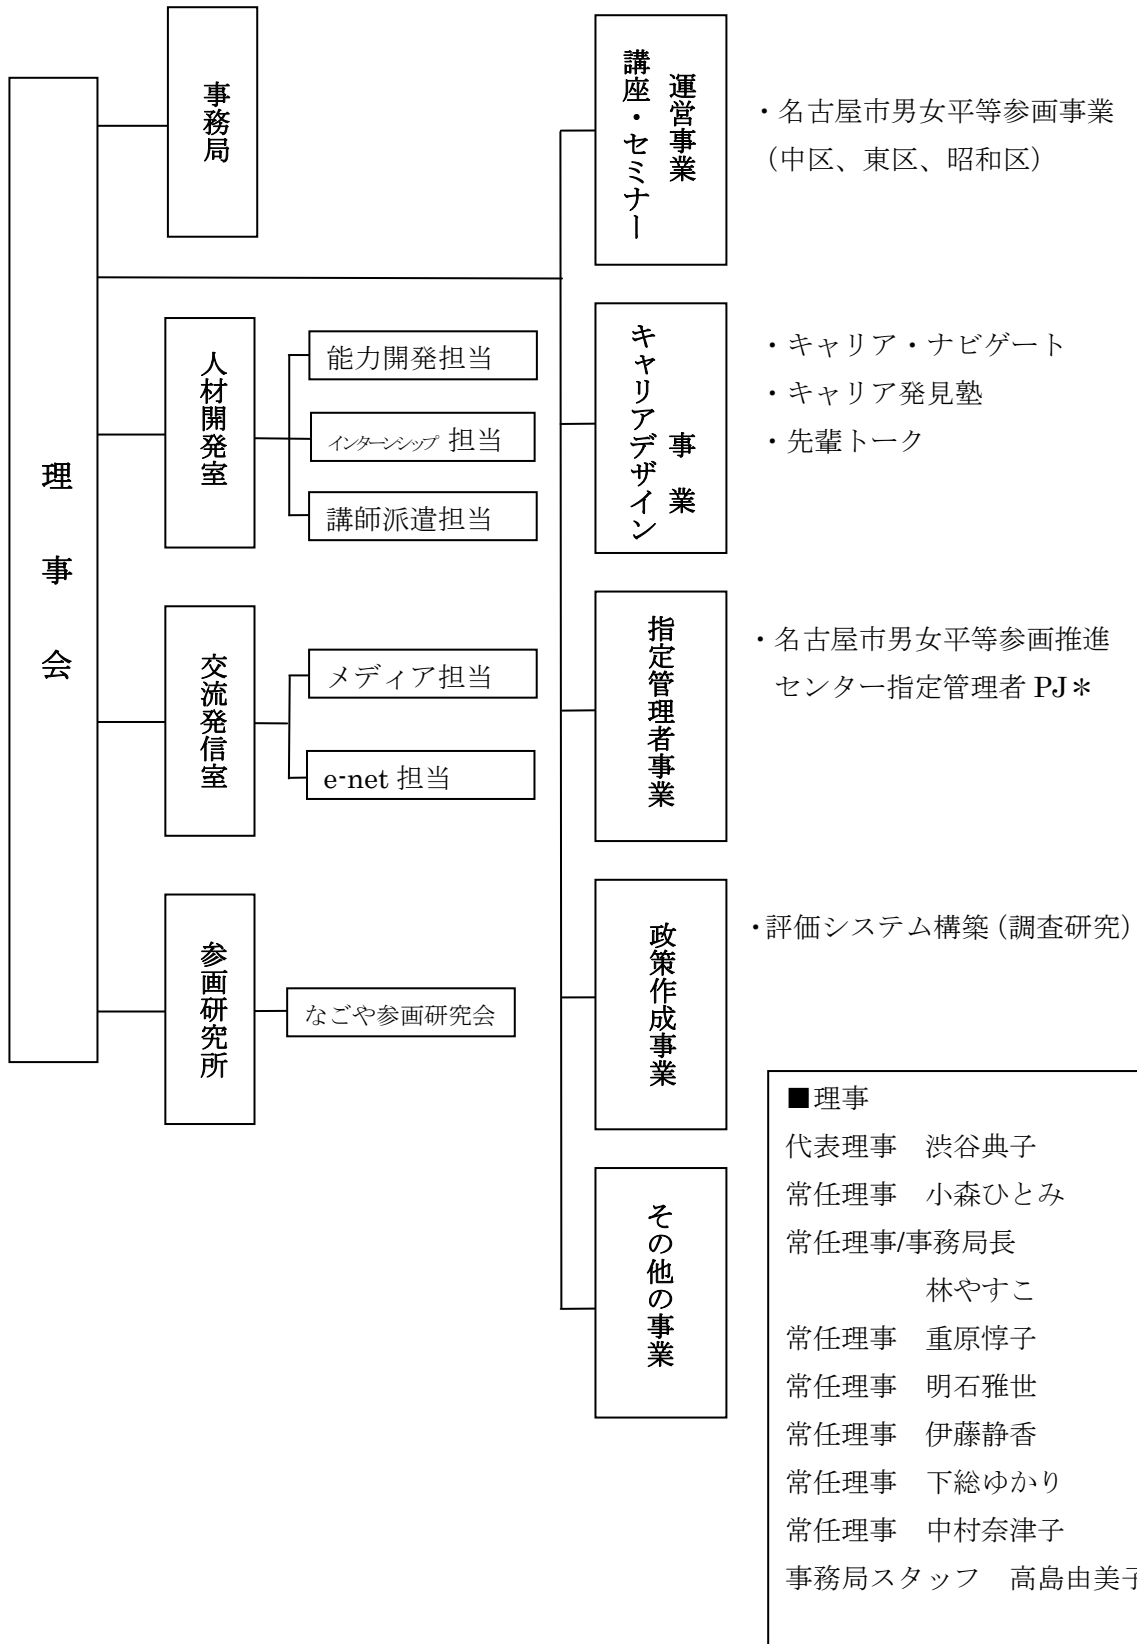 理事会
事務局
人材開発室
能力開発担当
インターンシップ 担当
講師派遣担当
交流発信室
メディア担当
e-net 担当
参画研究所
なごや参画研究会
講座・セミナー
運営事業
・名古屋市男女平等参画事業
（中区、東区、昭和区）
キャリアデザイン
事業
・キャリア・ナビゲート
・キャリア発見塾
・先輩トーク
指定管理者事業
・名古屋市男女平等参画推進
センター指定管理者 PJ＊
政策作成事業
・評価システム構築（調査研究）
その他の事業
■理事
代表理事　渋谷典子
常任理事　小森ひとみ
常任理事/事務局長
林やすこ
常任理事　重原惇子
常任理事　明石雅世
常任理事　伊藤静香
常任理事　下総ゆかり
常任理事　中村奈津子
事務局スタッフ　高島由美子